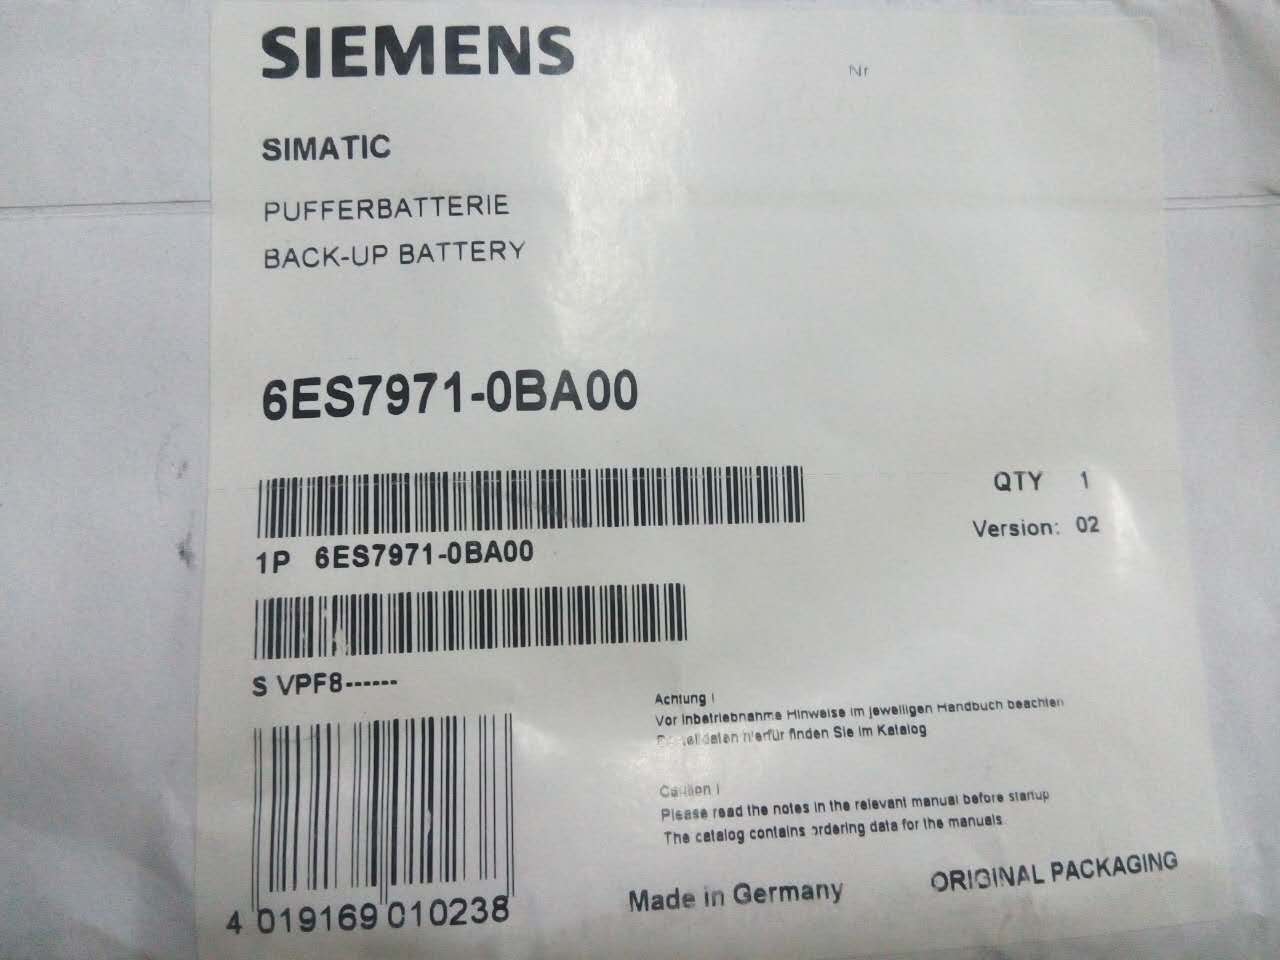 SIEMENS
Nr
SIMATIC
PUFFERBATTERIE
BACK-UP BATTERY
6ES7971-0BA00
QTY 1
Version: 02
1P 6ES7971-0BA00
S VPF8------
Achtung !
Vor Inbetriebnahme Hinweise im jeweiligen Handbuch beachten
hierfür finden Sie im Katalog
Caution !
Please read the notes in the relevant manual before startup
The catalog contains ordering data for the manuals.
4 019169 010238
Made in Germany
ORIGINAL PACKAGING